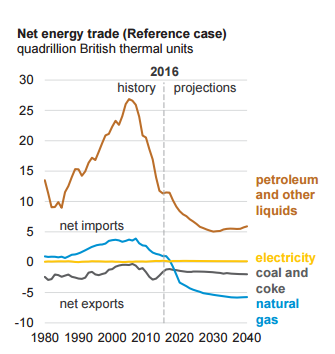 Net energy trade (Reference case)
quadrillion British thermal units
2016
30
history projections
25
20
15
petroleum
and other
liquids
10
net imports
5
electricity
0
coal and
coke
natural
gas
-5
net exports
-10
1980 1990 2000 2010 2020 2030 2040